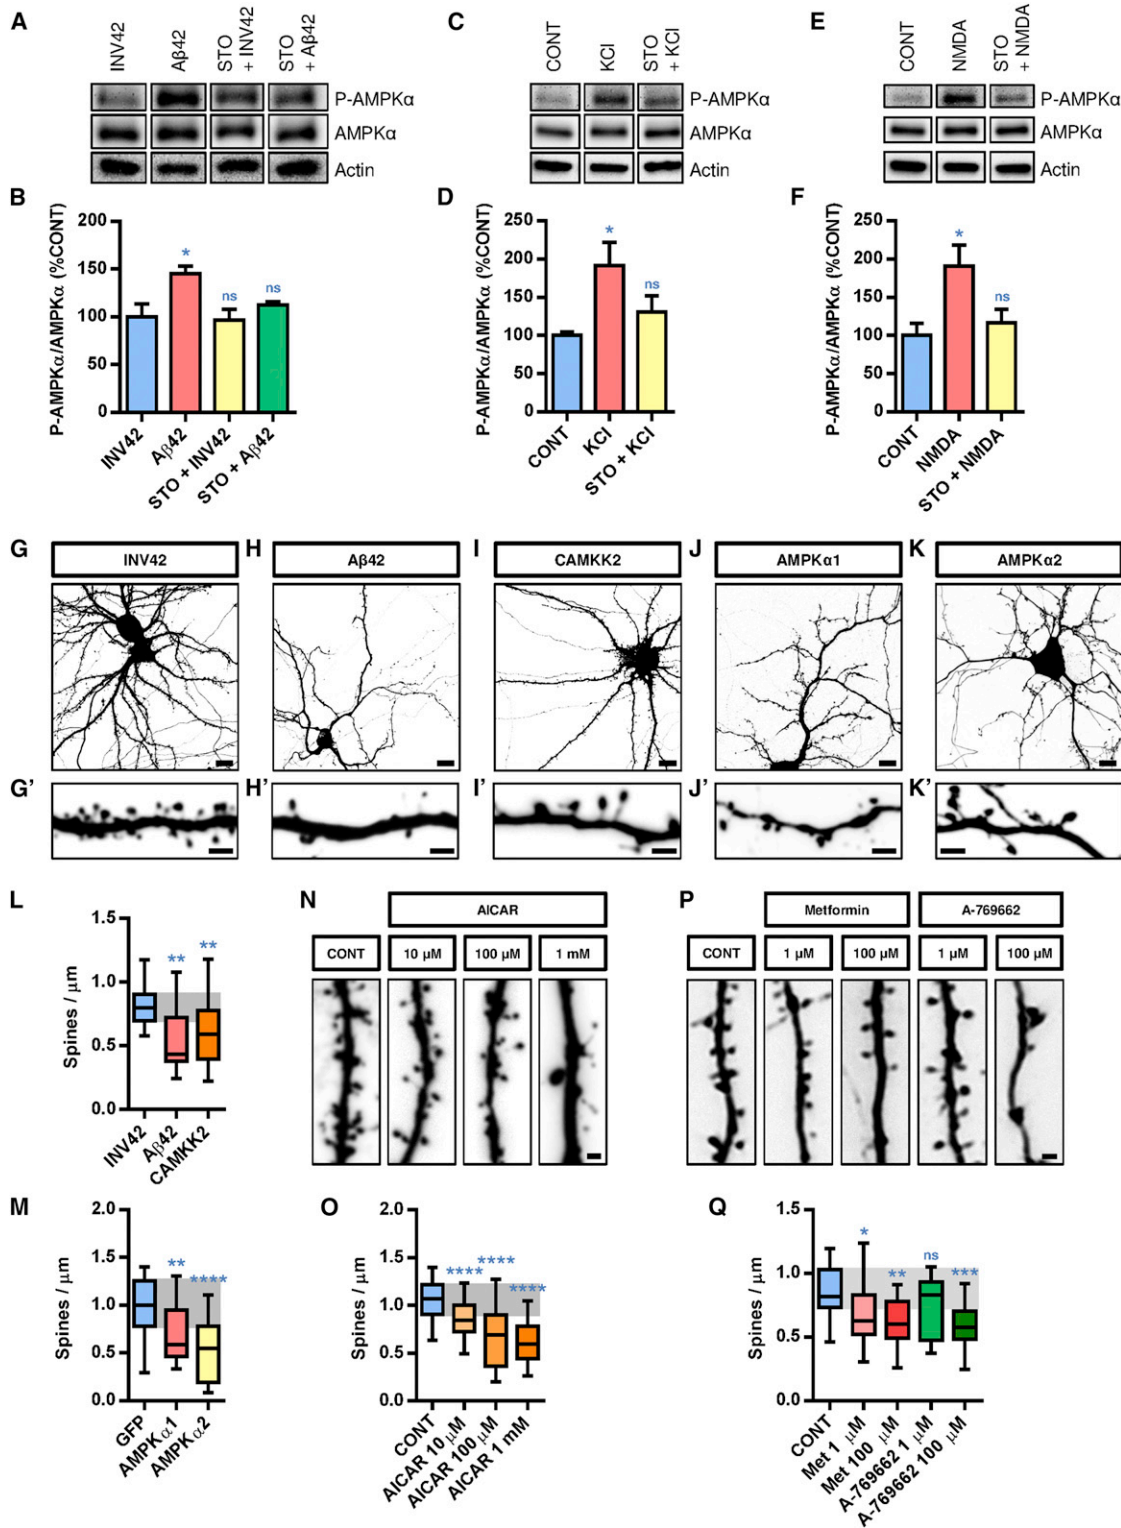 A
INV42
Aβ42
STO
+ INV42
STO
+ Aβ42
P-AMPKα
AMPKα
Actin
C
CONT
KCl
STO
+ KCl
P-AMPKα
AMPKα
Actin
E
CONT
NMDA
STO
+ NMDA
P-AMPKα
AMPKα
Actin
B
P-AMPKα/AMPKα (%CONT)
200
150
100
50
0
*
ns
ns
INV42
Aβ42
STO + INV42
STO + Aβ42
D
P-AMPKα/AMPKα (%CONT)
250
200
150
100
50
0
*
ns
CONT
KCl
STO + KCl
F
P-AMPKα/AMPKα (%CONT)
250
200
150
100
50
0
*
ns
CONT
NMDA
STO + NMDA
G
INV42
H
Aβ42
I
CAMKK2
J
AMPKα1
K
AMPKα2
G'
H'
I'
J'
K'
L
Spines / μm
1.5
1.0
0.5
0.0
**
**
INV42
Aβ42
CAMKK2
N
AICAR
CONT
10 μM
100 μM
1 mM
P
Metformin
A-769662
CONT
1 μM
100 μM
1 μM
100 μM
M
Spines / μm
2.0
1.5
1.0
0.5
0.0
**
****
GFP
AMPKα1
AMPKα2
O
Spines / μm
2.0
1.5
1.0
0.5
0.0
****
****
****
CONT
AICAR 10 μM
AICAR 100 μM
AICAR 1 mM
Q
Spines / μm
1.5
1.0
0.5
0.0
*
**
ns
***
CONT
Met 1 μM
Met 100 μM
A-769662 1 μM
A-769662 100 μM